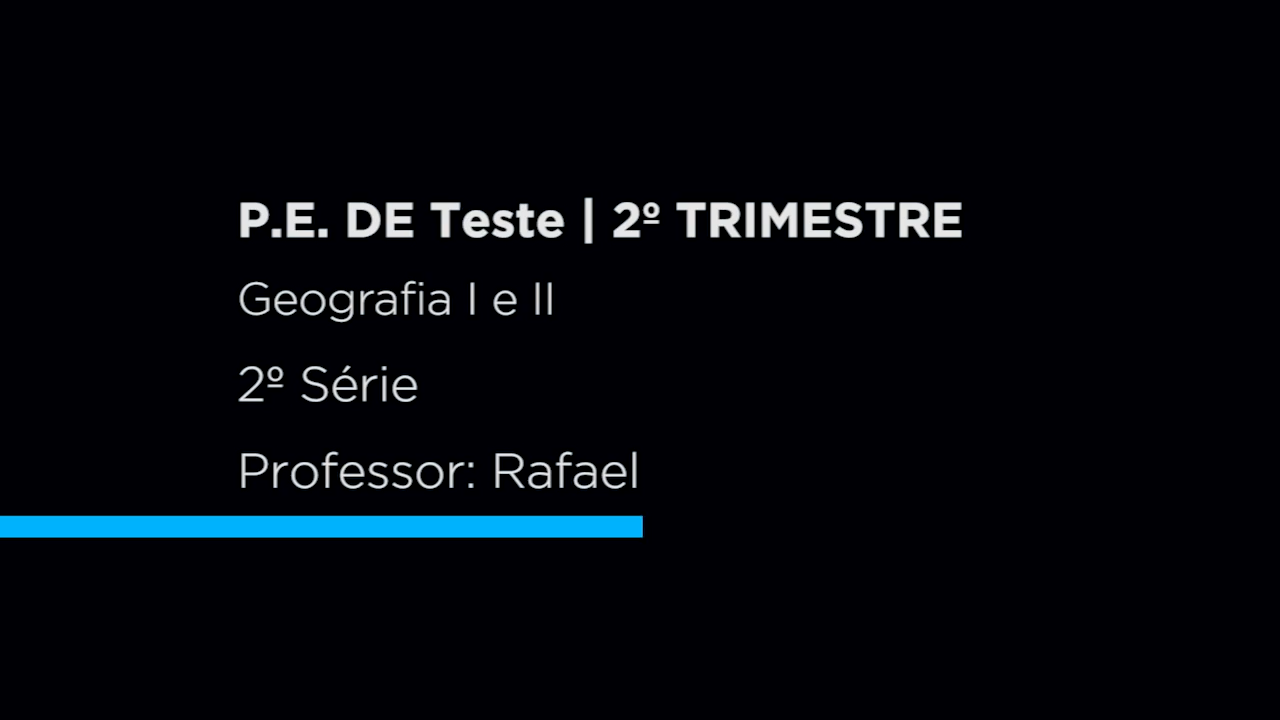 P.E. DE Teste | 2º TRIMESTRE
Geografia I e II
2º Série
Professor: Rafael